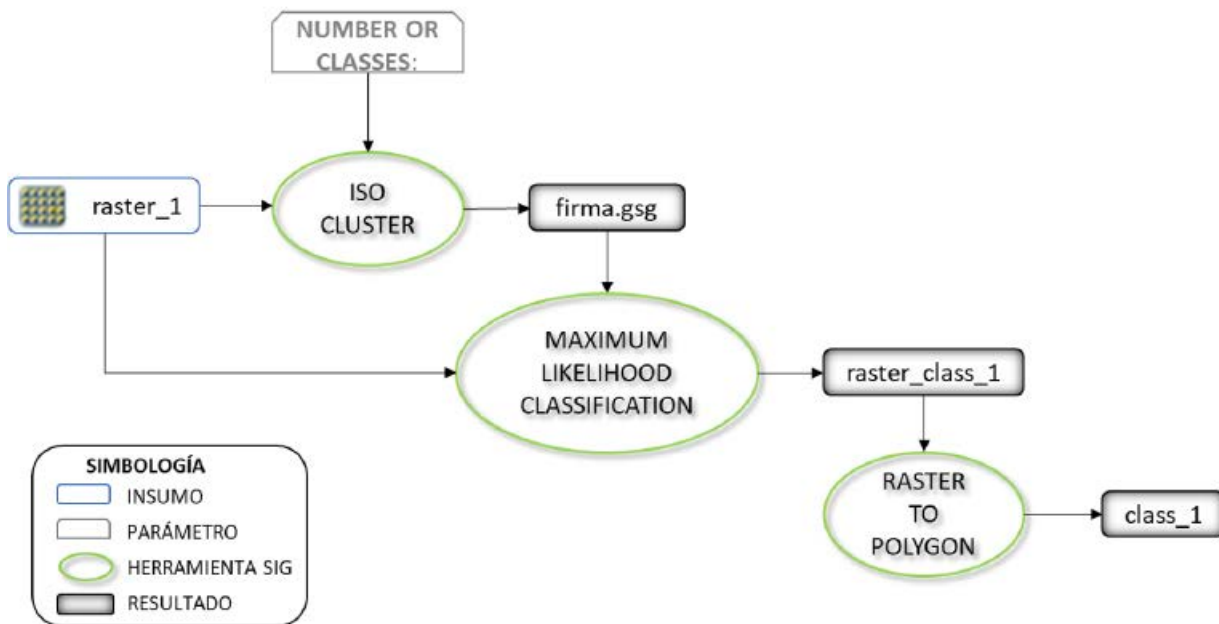 NUMBER OR
CLASSES:
raster_1
ISO
CLUSTER
firma.gsg
MAXIMUM
LIKELIHOOD
CLASSIFICATION
raster_class_1
RASTER
TO
POLYGON
class_1
SIMBOLOGÍA
INSUMO
PARÁMETRO
HERRAMIENTA SIG
RESULTADO